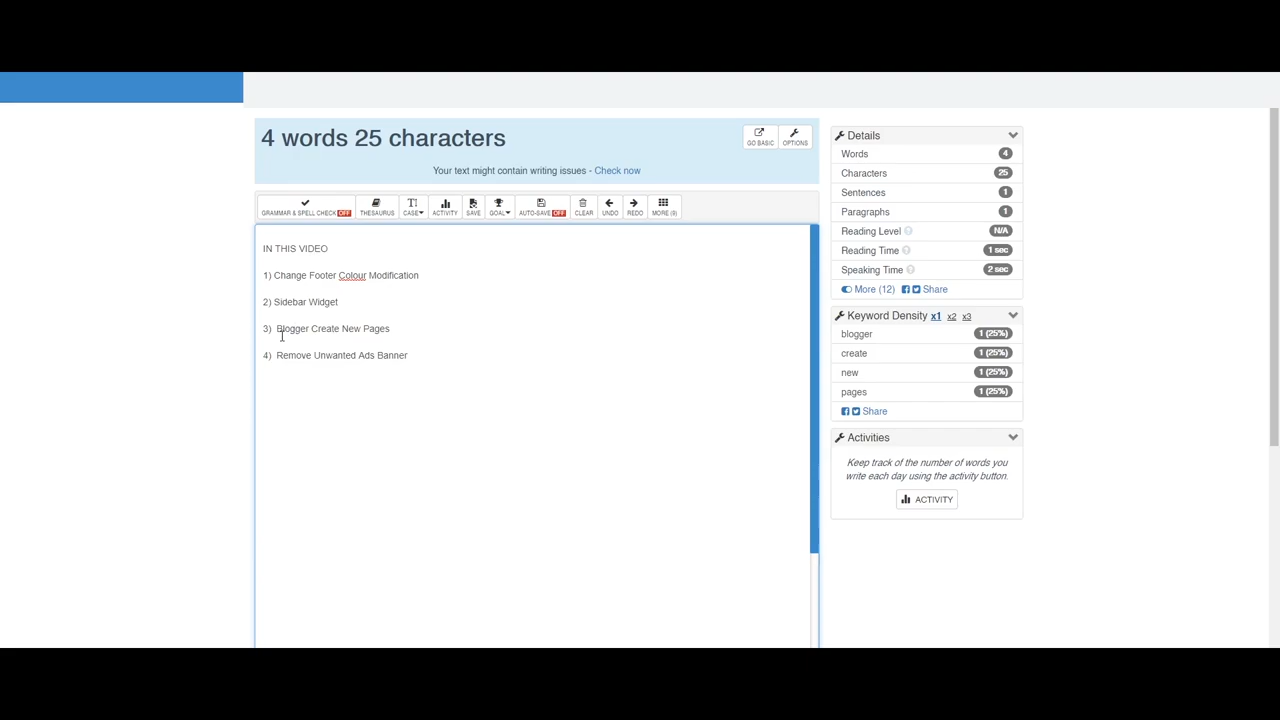 4 words 25 characters
GO BASIC
OPTIONS
Your text might contain writing issues - Check now
GRAMMAR & SPELL CHECK OFF
THESAURUS
CASE
ACTIVITY
SAVE
GOAL
AUTO-SAVE OFF
CLEAR
UNDO
REDO
MORE (9)
IN THIS VIDEO
1) Change Footer Colour Modification
2) Sidebar Widget
3) Blogger Create New Pages
4) Remove Unwanted Ads Banner
Details
Words 4
Characters 25
Sentences 1
Paragraphs 1
Reading Level ? N/A
Reading Time ? 1 sec
Speaking Time ? 2 sec
More (12) Share
Keyword Density x1 x2 x3
blogger 1 (25%)
create 1 (25%)
new 1 (25%)
pages 1 (25%)
Share
Activities
Keep track of the number of words you
write each day using the activity button.
ACTIVITY